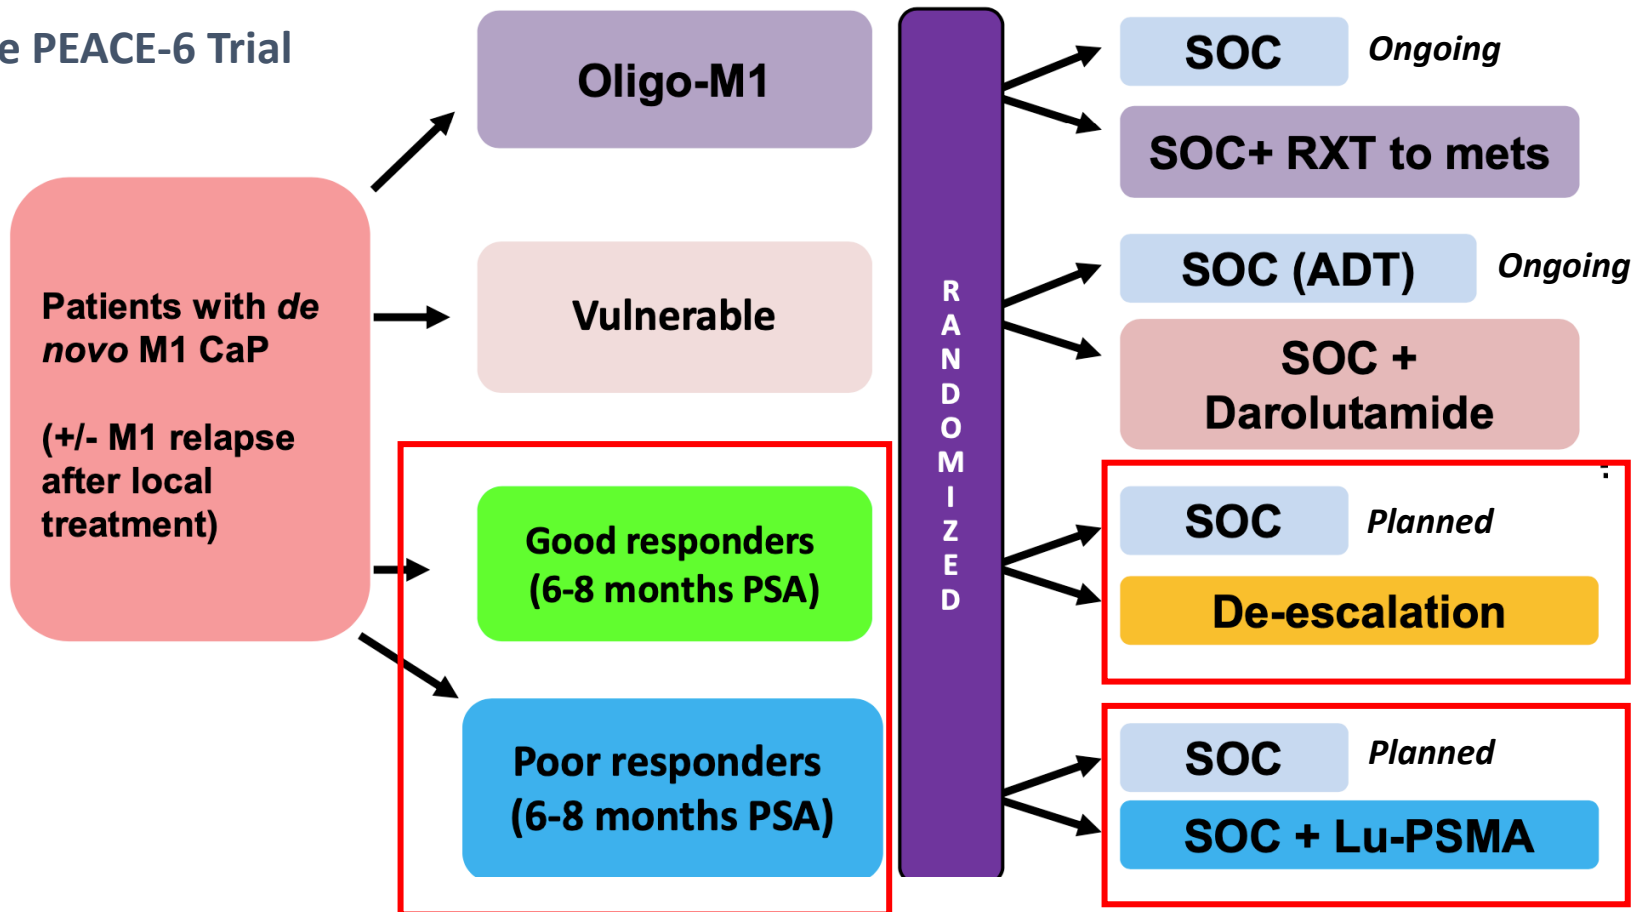 e PEACE-6 Trial
Patients with de
novo M1 CaP
(+/- M1 relapse
after local
treatment)
Oligo-M1
Vulnerable
Good responders
(6-8 months PSA)
Poor responders
(6-8 months PSA)
RANDOMIZED
SOC
Ongoing
SOC+ RXT to mets
SOC (ADT)
Ongoing
SOC +
Darolutamide
SOC
Planned
De-escalation
SOC
Planned
SOC + Lu-PSMA